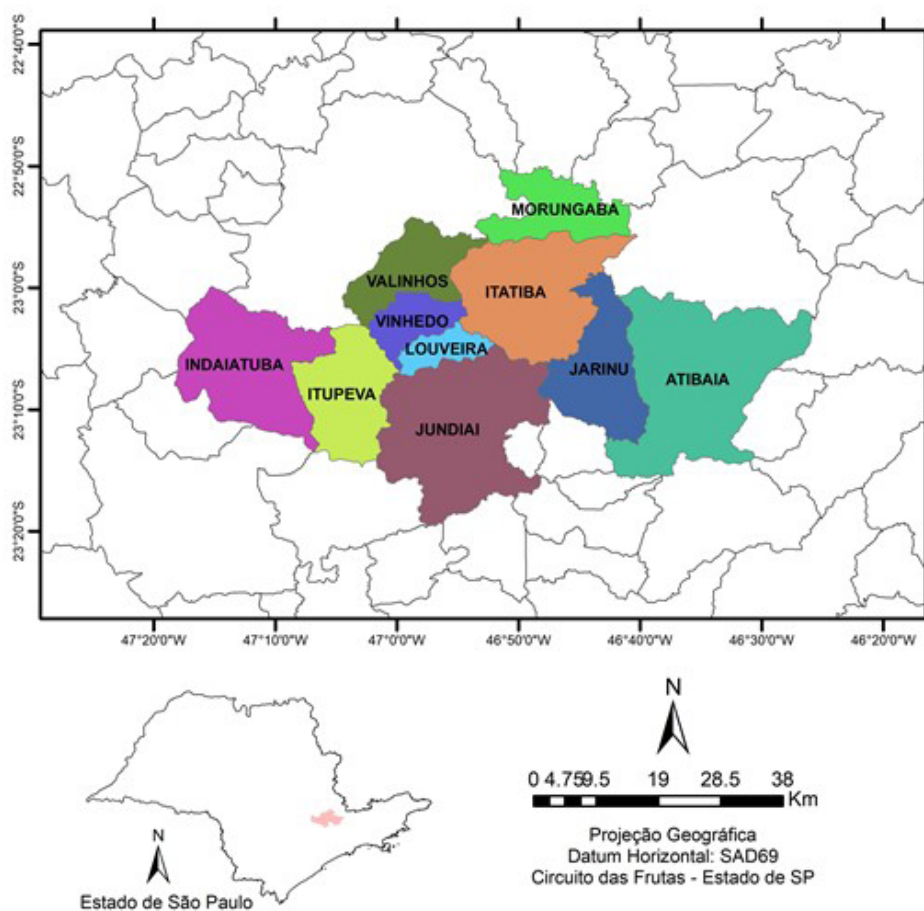 22°40'0"S
22°50'0"S
23°0'0"S
23°10'0"S
23°20'0"S
MORUNGABA
VALINHOS
ITATIBA
VINHEDO
LOUVEIRA
INDAIATUBA
ITUPEVA
JARINU
ATIBAIA
JUNDIAI
47°20'0"W
47°10'0"W
47°0'0"W
46°50'0"W
46°40'0"W
46°30'0"W
46°20'0"W
N
0 4.759.5 19 28.5 38
Km
Projeção Geográfica
Datum Horizontal: SAD69
Circuito das Frutas - Estado de SP
N
Estado de São Paulo